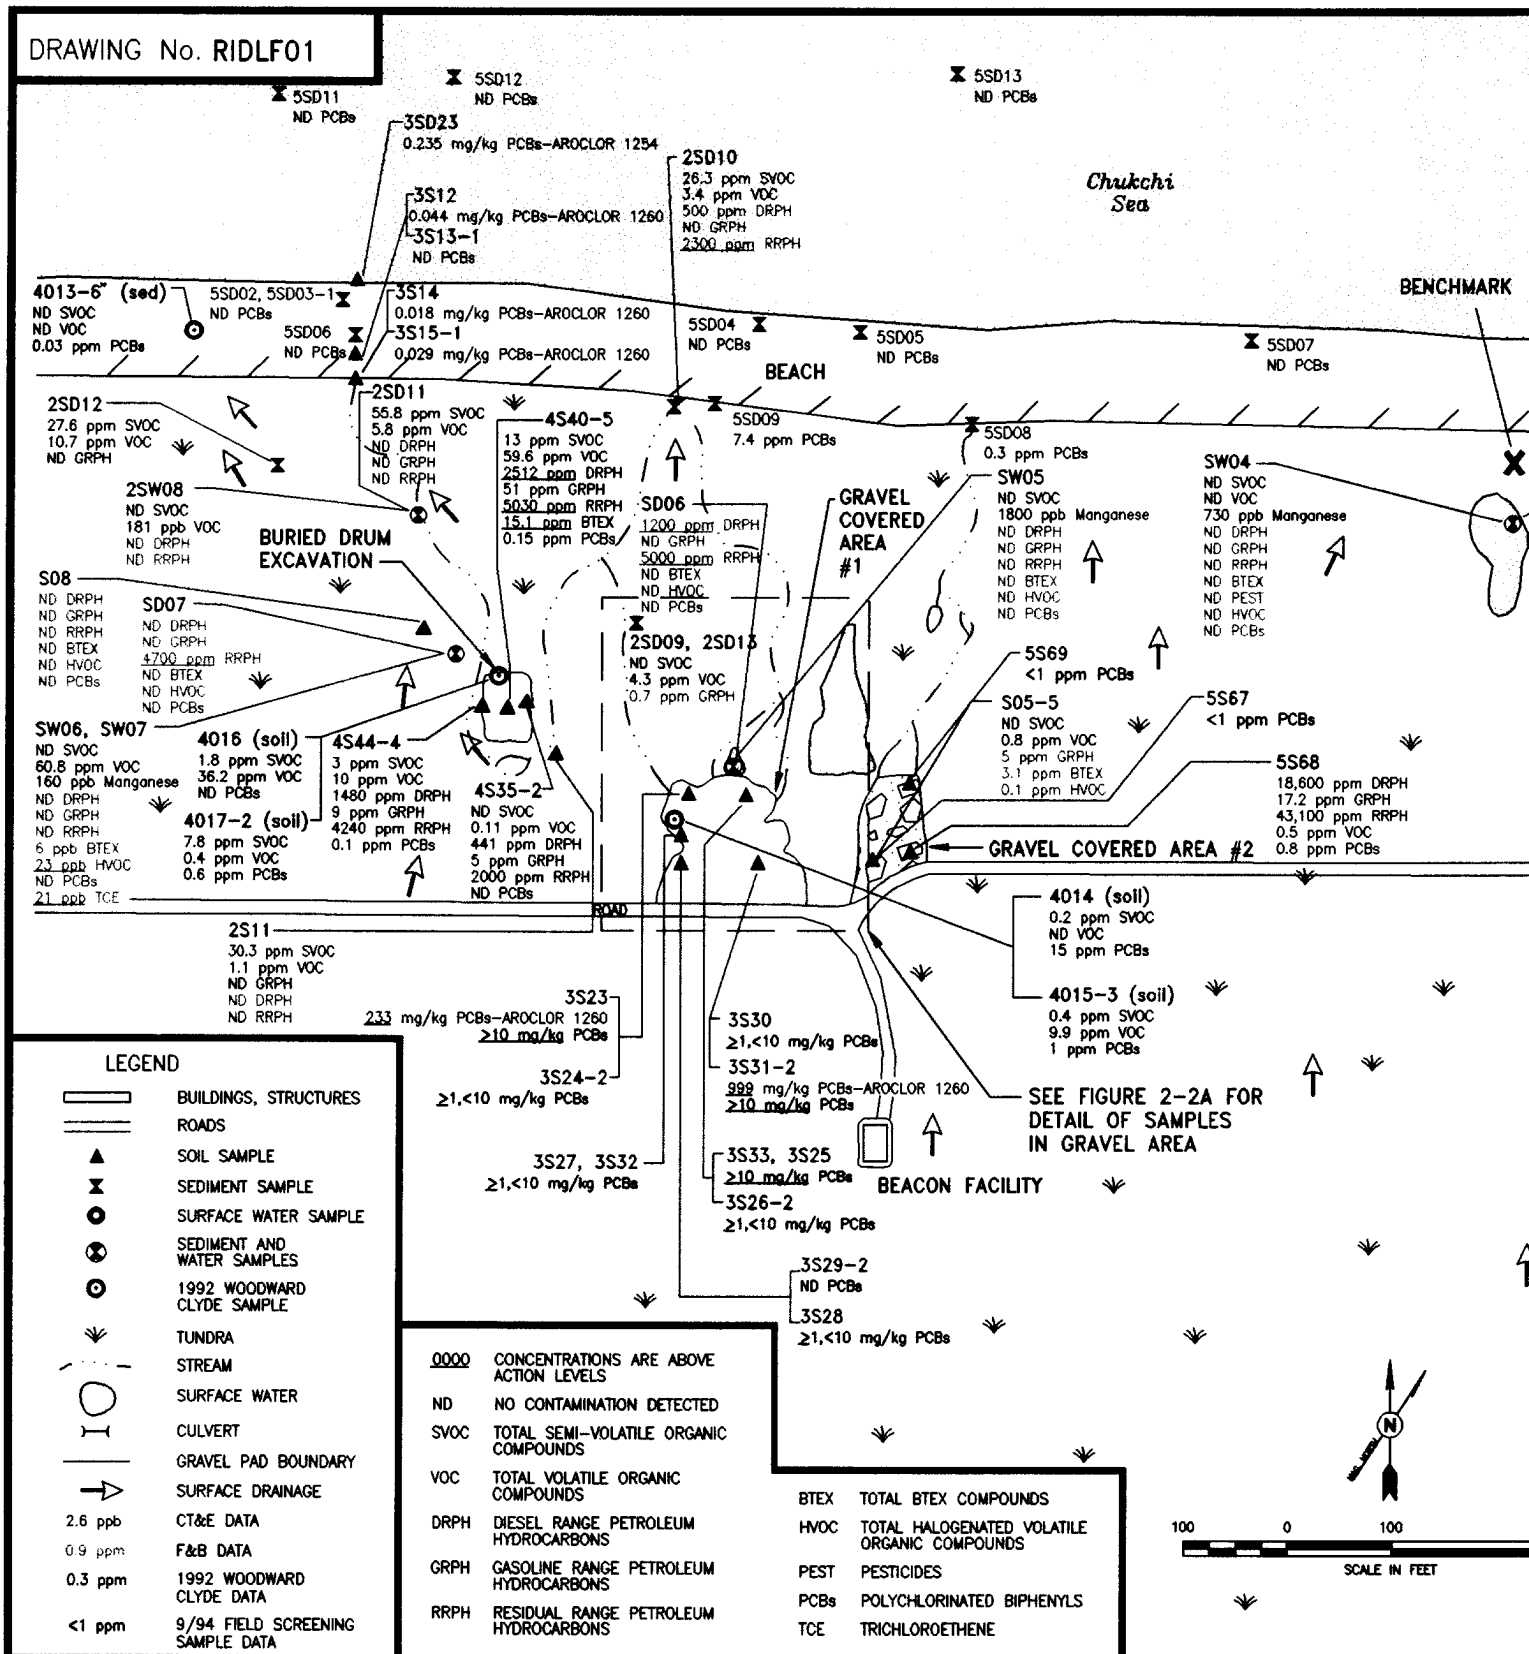 DRAWING No. RIDLF01
5SD11
ND PCBs
5SD12
ND PCBs
5SD13
ND PCBs
3SD23
0.235 mg/kg PCBs-AROCLOR 1254
3S12
0.044 mg/kg PCBs-AROCLOR 1260
3S13-1
ND PCBs
2SD10
26.3 ppm SVOC
3.4 ppm VOC
500 ppm DRPH
ND GRPH
2300 ppm RRPH
Chukchi
Sea
BENCHMARK
4013-6" (sed)
ND SVOC
ND VOC
0.03 ppm PCBs
5SD02, 5SD03-1
ND PCBs
5SD06
ND PCBs
3S14
0.018 mg/kg PCBs-AROCLOR 1260
3S15-1
0.029 mg/kg PCBs-AROCLOR 1260
5SD04
ND PCBs
5SD05
ND PCBs
5SD07
ND PCBs
BEACH
2SD12
27.6 ppm SVOC
10.7 ppm VOC
ND GRPH
2SD11
55.8 ppm SVOC
5.8 ppm VOC
ND DRPH
ND GRPH
ND RRPH
4S40-5
13 ppm SVOC
59.6 ppm VOC
2512 ppm DRPH
51 ppm GRPH
5030 ppm RRPH
15.1 ppm BTEX
0.15 ppm PCBs
5SD09
7.4 ppm PCBs
5SD08
0.3 ppm PCBs
2SW08
ND SVOC
181 ppb VOC
ND DRPH
ND RRPH
BURIED DRUM
EXCAVATION
SD06
1200 ppm DRPH
ND GRPH
5000 ppm RRPH
ND BTEX
ND HVOC
ND PCBs
GRAVEL
COVERED
AREA
#1
SW05
ND SVOC
1800 ppb Manganese
ND DRPH
ND GRPH
ND RRPH
ND BTEX
ND HVOC
ND PCBs
SW04
ND SVOC
ND VOC
730 ppb Manganese
ND DRPH
ND GRPH
ND RRPH
ND BTEX
ND PEST
ND HVOC
ND PCBs
S08
ND DRPH
ND GRPH
ND RRPH
ND BTEX
ND HVOC
ND PCBs
SD07
ND DRPH
ND GRPH
4700 ppm RRPH
ND BTEX
ND HVOC
ND PCBs
2SD09, 2SD13
ND SVOC
4.3 ppm VOC
0.7 ppm GRPH
5S69
<1 ppm PCBs
S05-5
ND SVOC
0.8 ppm VOC
5 ppm GRPH
3.1 ppm BTEX
0.1 ppm HVOC
5S67
<1 ppm PCBs
5S68
18,600 ppm DRPH
17.2 ppm GRPH
43,100 ppm RRPH
0.5 ppm VOC
0.8 ppm PCBs
SW06, SW07
ND SVOC
60.8 ppm VOC
160 ppb Manganese
ND DRPH
ND GRPH
ND RRPH
6 ppb BTEX
23 ppb HVOC
ND PCBs
21 ppb TCE
4016 (soil)
1.8 ppm SVOC
36.2 ppm VOC
ND PCBs
4017-2 (soil)
7.8 ppm SVOC
0.4 ppm VOC
0.6 ppm PCBs
4S44-4
3 ppm SVOC
10 ppm VOC
1480 ppm DRPH
9 ppm GRPH
4240 ppm RRPH
0.1 ppm PCBs
4S35-2
ND SVOC
0.11 ppm VOC
441 ppm DRPH
5 ppm GRPH
2000 ppm RRPH
ND PCBs
GRAVEL COVERED AREA #2
ROAD
4014 (soil)
0.2 ppm SVOC
ND VOC
15 ppm PCBs
4015-3 (soil)
0.4 ppm SVOC
9.9 ppm VOC
1 ppm PCBs
2S11
30.3 ppm SVOC
1.1 ppm VOC
ND GRPH
ND DRPH
ND RRPH
3S23
233 mg/kg PCBs-AROCLOR 1260
≥10 mg/kg PCBs
3S24-2
≥1,<10 mg/kg PCBs
3S30
≥1,<10 mg/kg PCBs
3S31-2
999 mg/kg PCBs-AROCLOR 1260
≥10 mg/kg PCBs
SEE FIGURE 2-2A FOR
DETAIL OF SAMPLES
IN GRAVEL AREA
3S27, 3S32
≥1,<10 mg/kg PCBs
3S33, 3S25
≥10 mg/kg PCBs
3S26-2
≥1,<10 mg/kg PCBs
BEACON FACILITY
3S29-2
ND PCBs
3S28
≥1,<10 mg/kg PCBs
LEGEND
BUILDINGS, STRUCTURES
ROADS
SOIL SAMPLE
SEDIMENT SAMPLE
SURFACE WATER SAMPLE
SEDIMENT AND
WATER SAMPLES
1992 WOODWARD
CLYDE SAMPLE
TUNDRA
STREAM
SURFACE WATER
CULVERT
GRAVEL PAD BOUNDARY
SURFACE DRAINAGE
2.6 ppb CT&E DATA
0.9 ppm F&B DATA
0.3 ppm 1992 WOODWARD
CLYDE DATA
<1 ppm 9/94 FIELD SCREENING
SAMPLE DATA
0000 CONCENTRATIONS ARE ABOVE
ACTION LEVELS
ND NO CONTAMINATION DETECTED
SVOC TOTAL SEMI-VOLATILE ORGANIC
COMPOUNDS
VOC TOTAL VOLATILE ORGANIC
COMPOUNDS
DRPH DIESEL RANGE PETROLEUM
HYDROCARBONS
GRPH GASOLINE RANGE PETROLEUM
HYDROCARBONS
RRPH RESIDUAL RANGE PETROLEUM
HYDROCARBONS
BTEX TOTAL BTEX COMPOUNDS
HVOC TOTAL HALOGENATED VOLATILE
ORGANIC COMPOUNDS
PEST PESTICIDES
PCBs POLYCHLORINATED BIPHENYLS
TCE TRICHLOROETHENE
N
MAG. NORTH
100 0 100
SCALE IN FEET